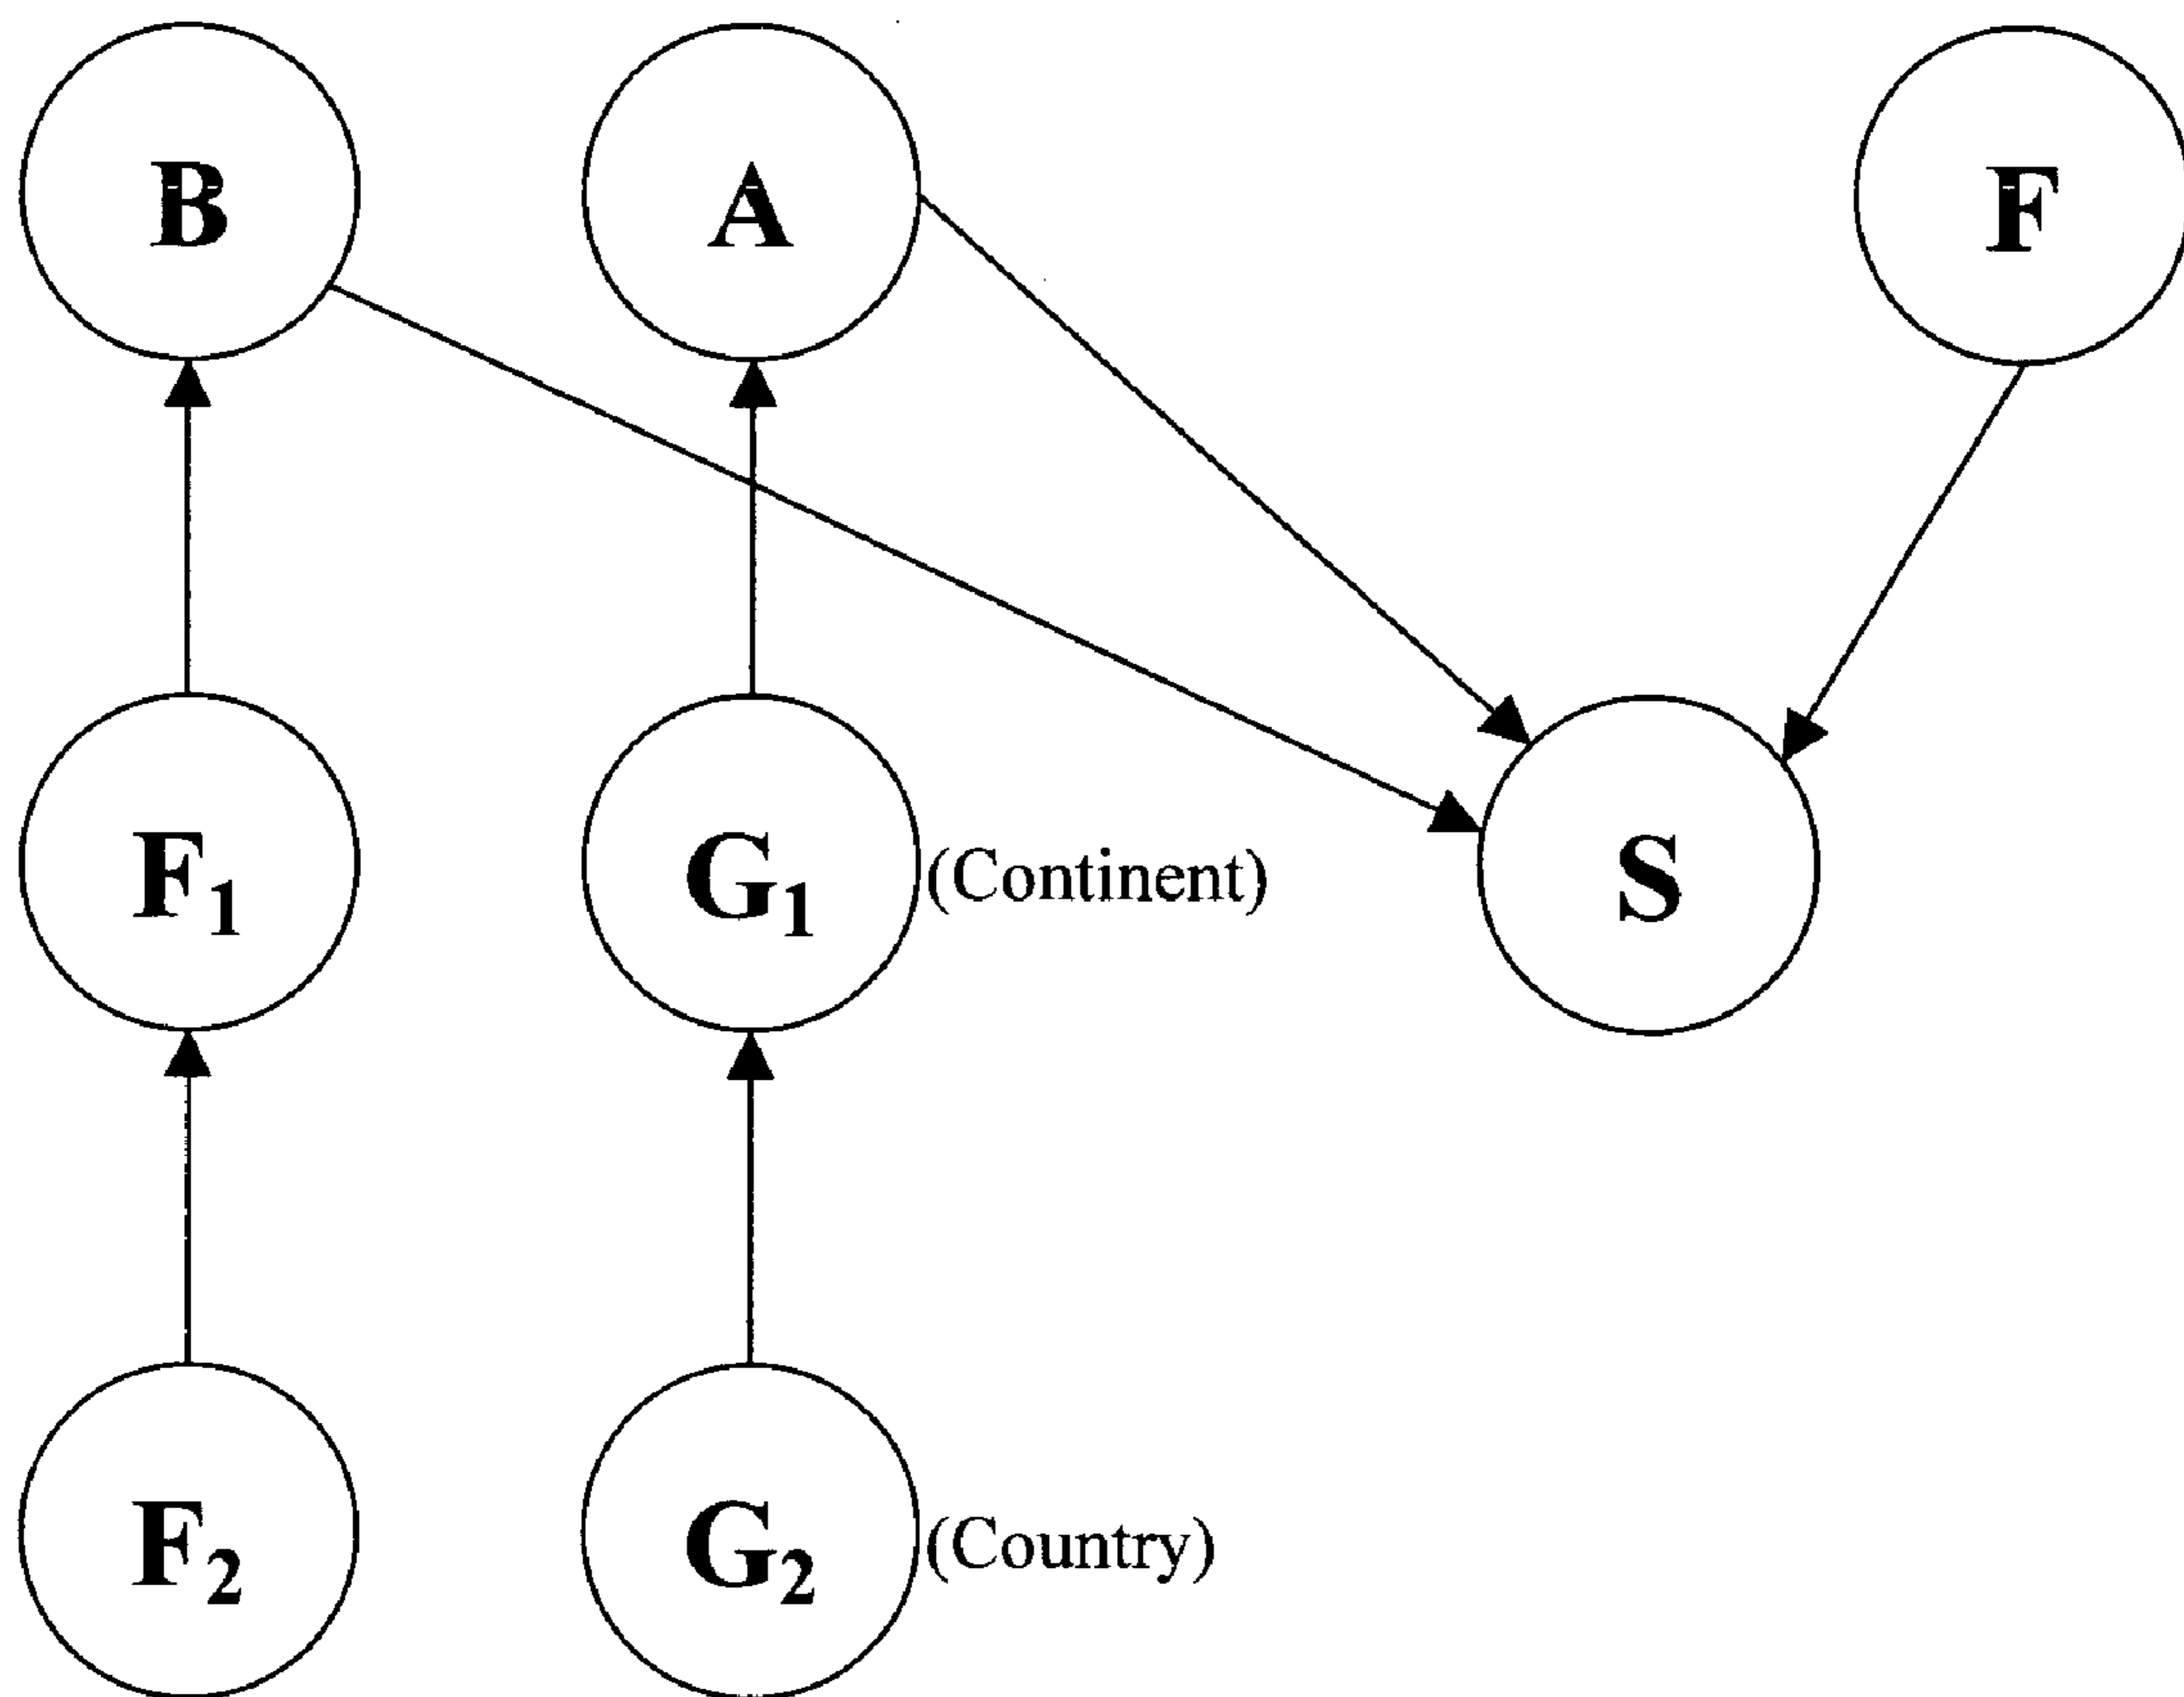 B
A
F
F1
G1 (Continent)
S
F2
G2 (Country)